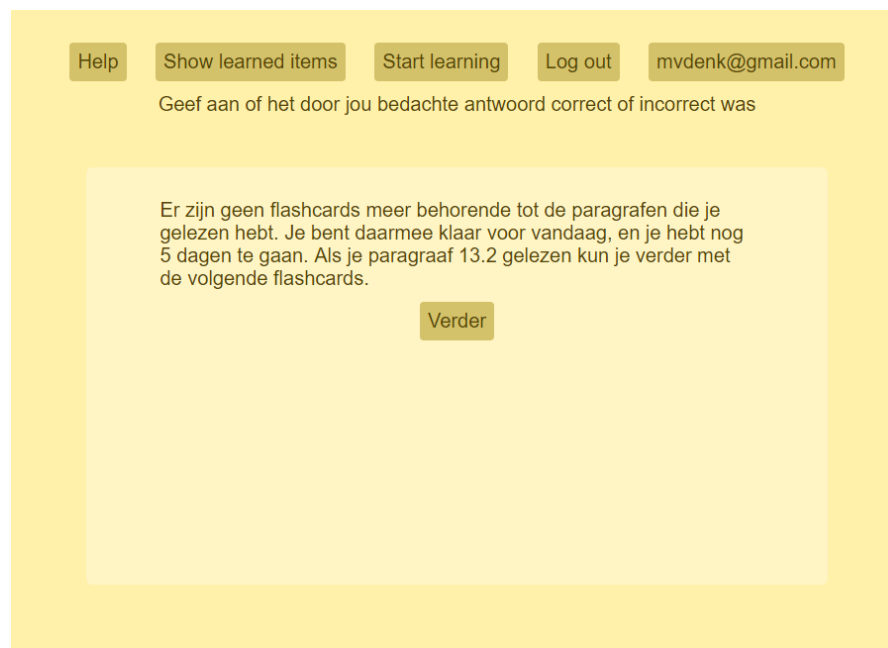 Help Show learned items Start learning Log out mvdenk@gmail.com
Geef aan of het door jou bedachte antwoord correct of incorrect was
Er zijn geen flashcards meer behorende tot de paragrafen die je
gelezen hebt. Je bent daarmee klaar voor vandaag, en je hebt nog
5 dagen te gaan. Als je paragraaf 13.2 gelezen kun je verder met
de volgende flashcards.
Verder